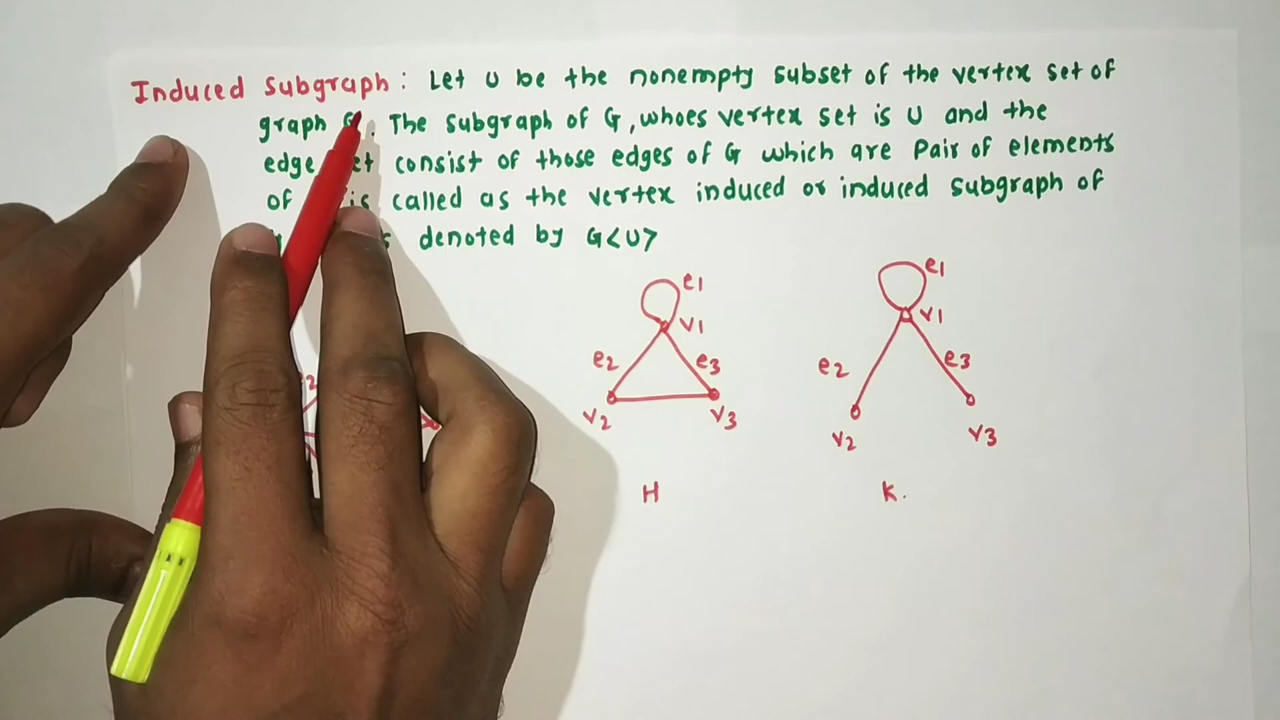 Induced Subgraph : Let U be the nonempty subset of the vertex set of
graph . The subgraph of G, whoes vertex set is U and the
edge consist of those edges of G which are Pair of elements
of is called as the vertex induced or induced subgraph of
denoted by G<U>
e1
v1
e2
e3
v2
v3
H
e1
v1
e2
e3
v2
v3
K.